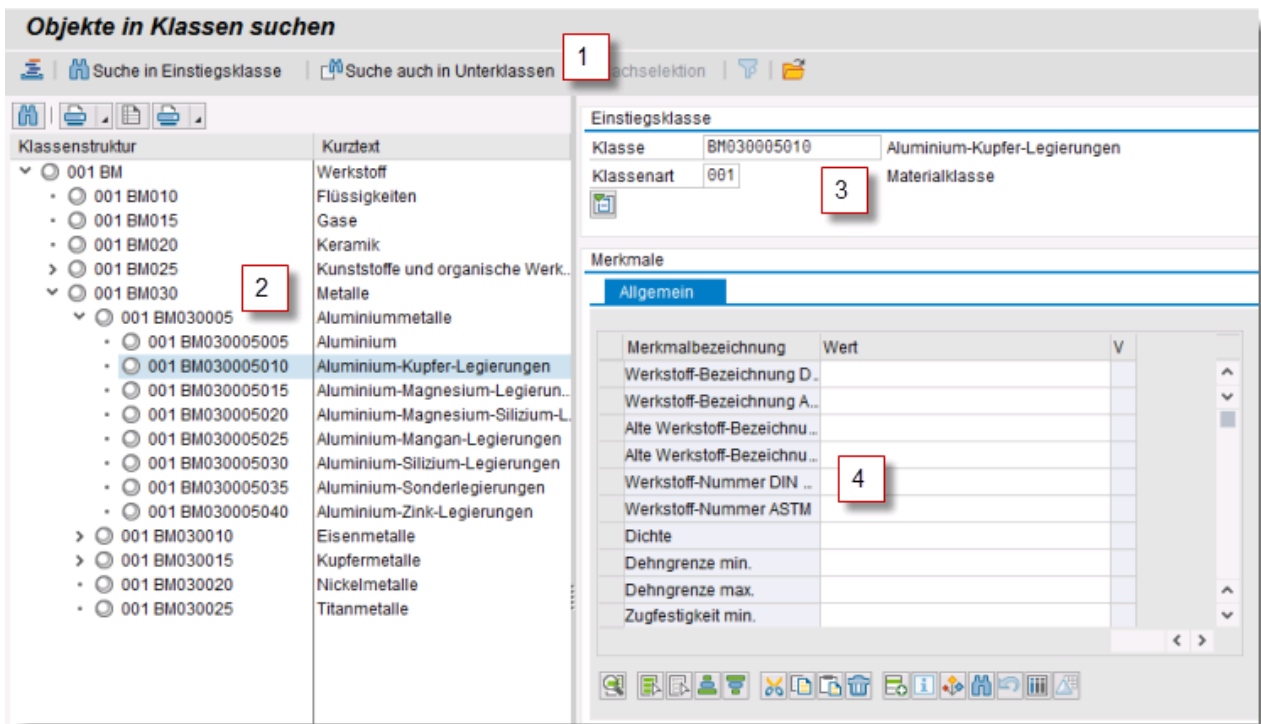 Objekte in Klassen suchen
1
Suche in Einstiegsklasse Suche auch in Unterklassen achselektion
Klassenstruktur Kurztext
001 BM Werkstoff
001 BM010 Flüssigkeiten
001 BM015 Gase
001 BM020 Keramik
001 BM025 Kunststoffe und organische Werk..
001 BM030 Metalle
2
001 BM030005 Aluminiummetalle
001 BM030005005 Aluminium
001 BM030005010 Aluminium-Kupfer-Legierungen
001 BM030005015 Aluminium-Magnesium-Legierun..
001 BM030005020 Aluminium-Magnesium-Silizium-L.
001 BM030005025 Aluminium-Mangan-Legierungen
001 BM030005030 Aluminium-Silizium-Legierungen
001 BM030005035 Aluminium-Sonderlegierungen
001 BM030005040 Aluminium-Zink-Legierungen
001 BM030010 Eisenmetalle
001 BM030015 Kupfermetalle
001 BM030020 Nickelmetalle
001 BM030025 Titanmetalle
Einstiegsklasse
Klasse BM030005010 Aluminium-Kupfer-Legierungen
Klassenart 001 Materialklasse
3
Merkmale
Allgemein
Merkmalbezeichnung Wert V
Werkstoff-Bezeichnung D..
Werkstoff-Bezeichnung A..
Alte Werkstoff-Bezeichnu..
Alte Werkstoff-Bezeichnu..
Werkstoff-Nummer DIN ..
4
Werkstoff-Nummer ASTM
Dichte
Dehngrenze min.
Dehngrenze max.
Zugfestigkeit min.